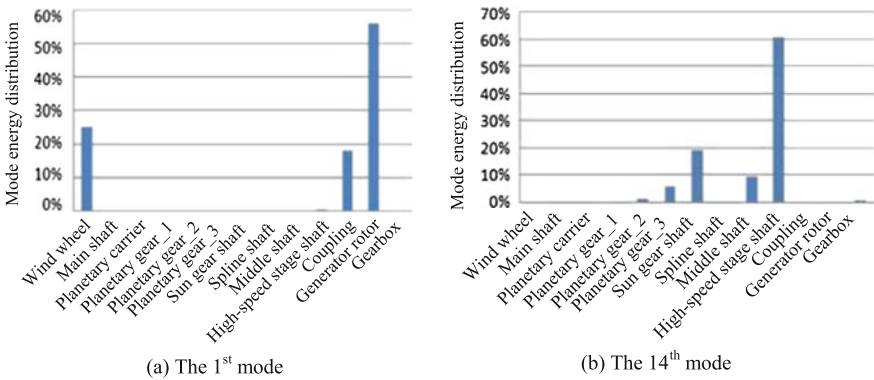 Mode energy distribution
60%
50%
40%
30%
20%
10%
0%
Wind wheel
Main shaft
Planetary carrier
Planetary gear_1
Planetary gear_2
Planetary gear_3
Sun gear shaft
Spline shaft
Middle shaft
High-speed stage shaft
Coupling
Generator rotor
Gearbox
(a) The 1st mode
Mode energy distribution
70%
60%
50%
40%
30%
20%
10%
0%
Wind wheel
Main shaft
Planetary carrier
Planetary gear_1
Planetary gear_2
Planetary gear_3
Sun gear shaft
Spline shaft
Middle shaft
High-speed stage shaft
Coupling
Generator rotor
Gearbox
(b) The 14th mode